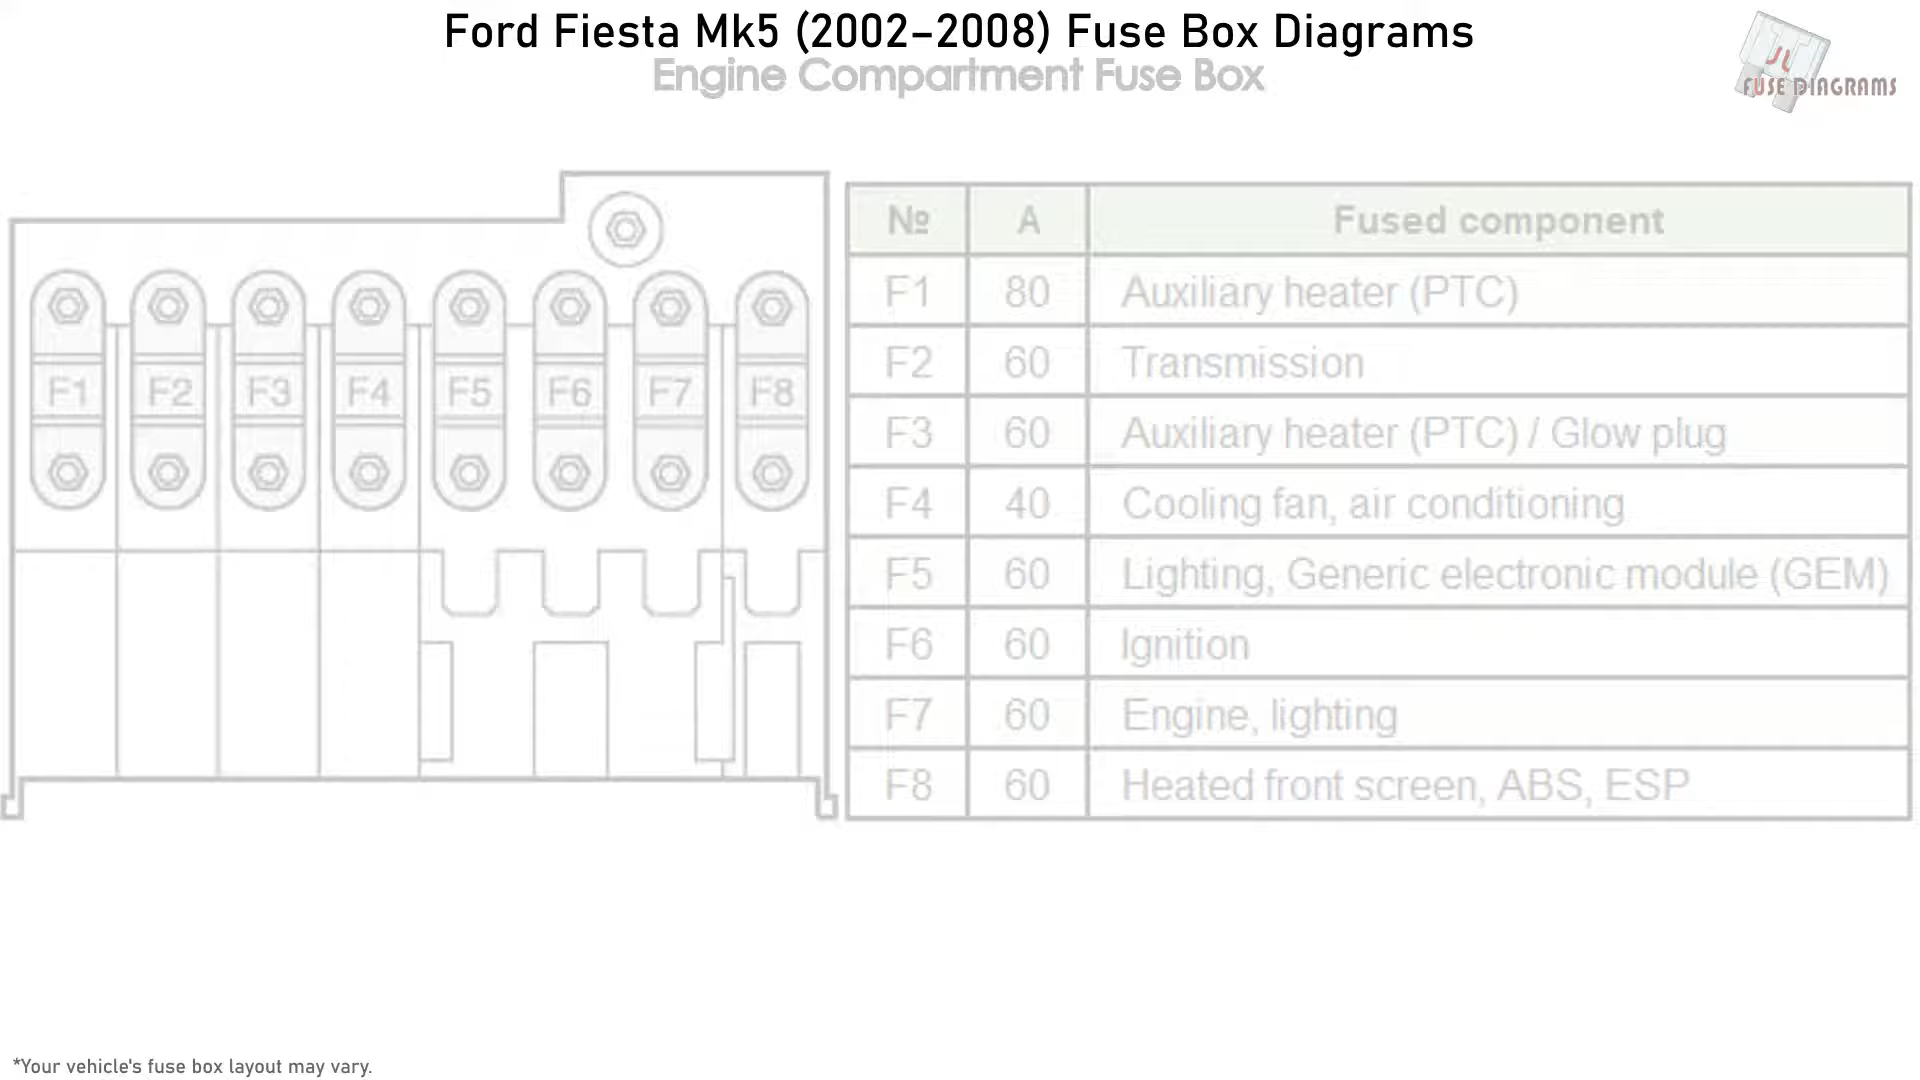 Ford Fiesta Mk5 (2002–2008) Fuse Box Diagrams
Engine Compartment Fuse Box
JL
FUSE DIAGRAMS
F1 F2 F3 F4 F5 F6 F7 F8
№ A Fused component
F1 80 Auxiliary heater (PTC)
F2 60 Transmission
F3 60 Auxiliary heater (PTC) / Glow plug
F4 40 Cooling fan, air conditioning
F5 60 Lighting, Generic electronic module (GEM)
F6 60 Ignition
F7 60 Engine, lighting
F8 60 Heated front screen, ABS, ESP
*Your vehicle's fuse box layout may vary.